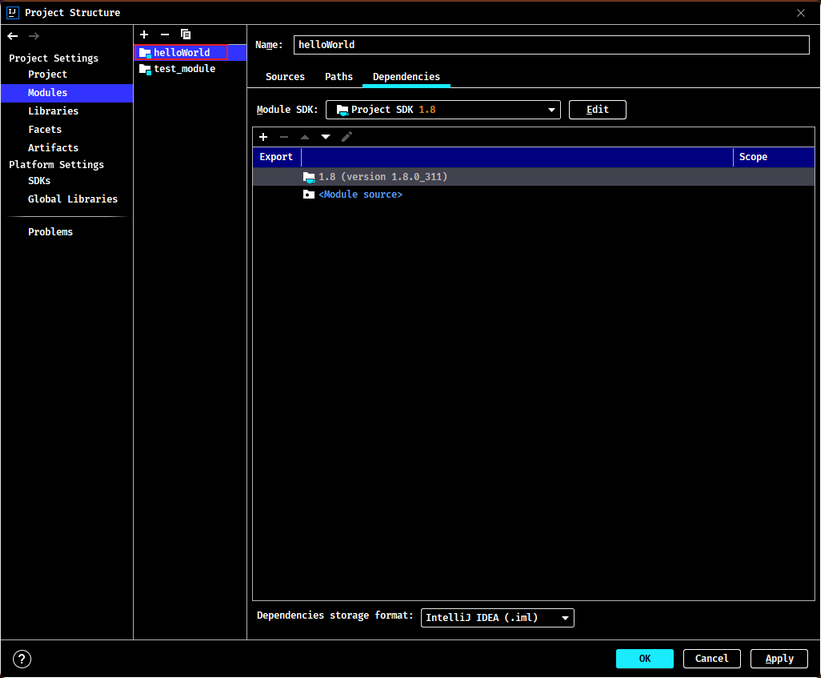 IJ Project Structure
Project Settings
Project
Modules
Libraries
Facets
Artifacts
Platform Settings
SDKs
Global Libraries
Problems
helloWorld
test_module
Name: helloWorld
Sources Paths Dependencies
Module SDK: Project SDK 1.8 Edit
Export Scope
1.8 (version 1.8.0_311)
<Module source>
Dependencies storage format: IntelliJ IDEA (.iml)
? OK Cancel Apply